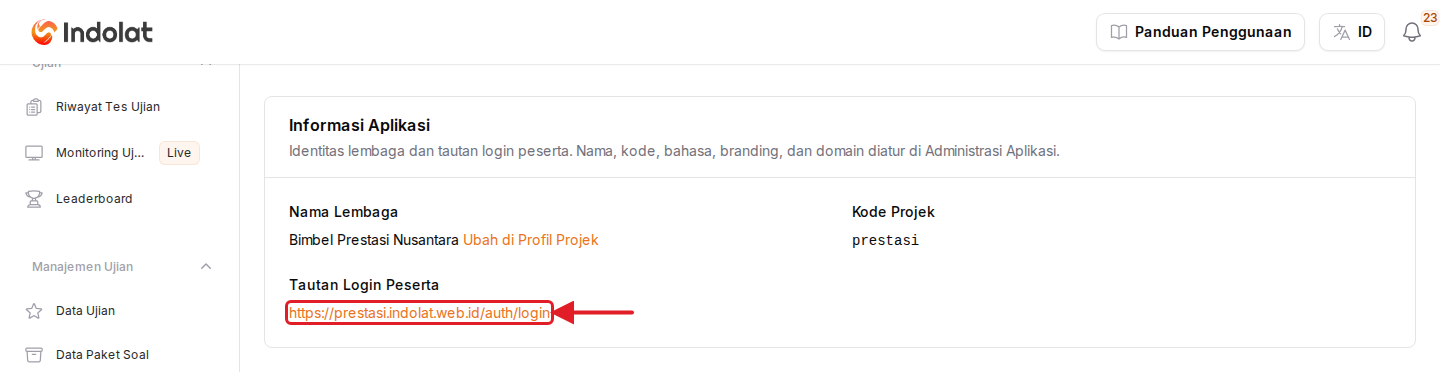 Indolat
Panduan Penggunaan
ID
23
Ujian
Riwayat Tes Ujian
Monitoring Uj...
Live
Leaderboard
Manajemen Ujian
Data Ujian
Data Paket Soal
Informasi Aplikasi
Identitas lembaga dan tautan login peserta. Nama, kode, bahasa, branding, dan domain diatur di Administrasi Aplikasi.
Nama Lembaga
Bimbel Prestasi Nusantara Ubah di Profil Projek
Kode Projek
prestasi
Tautan Login Peserta
https://prestasi.indolat.web.id/auth/login